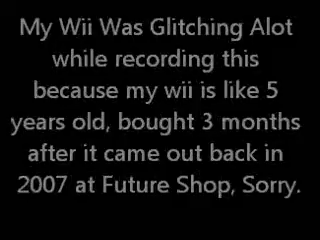 My Wii Was Glitching Alot
while recording this
because my wii is like 5
years old, bought 3 months
after it came out back in
2007 at Future Shop, Sorry.